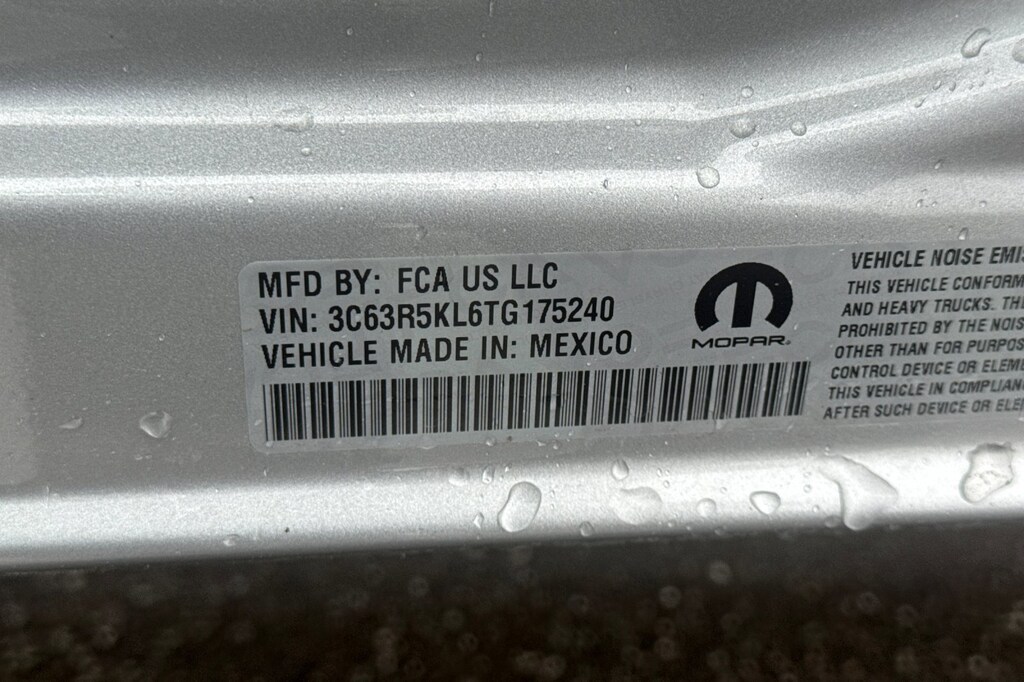 MFD BY: FCA US LLC
VIN: 3C63R5KL6TG175240
VEHICLE MADE IN: MEXICO
MOPAR®
VEHICLE NOISE EMIS
THIS VEHICLE CONFORM
AND HEAVY TRUCKS. TH
PROHIBITED BY THE NOIS
OTHER THAN FOR PURPOS
CONTROL DEVICE OR ELEME
THIS VEHICLE IN COMPLIANC
AFTER SUCH DEVICE OR ELE